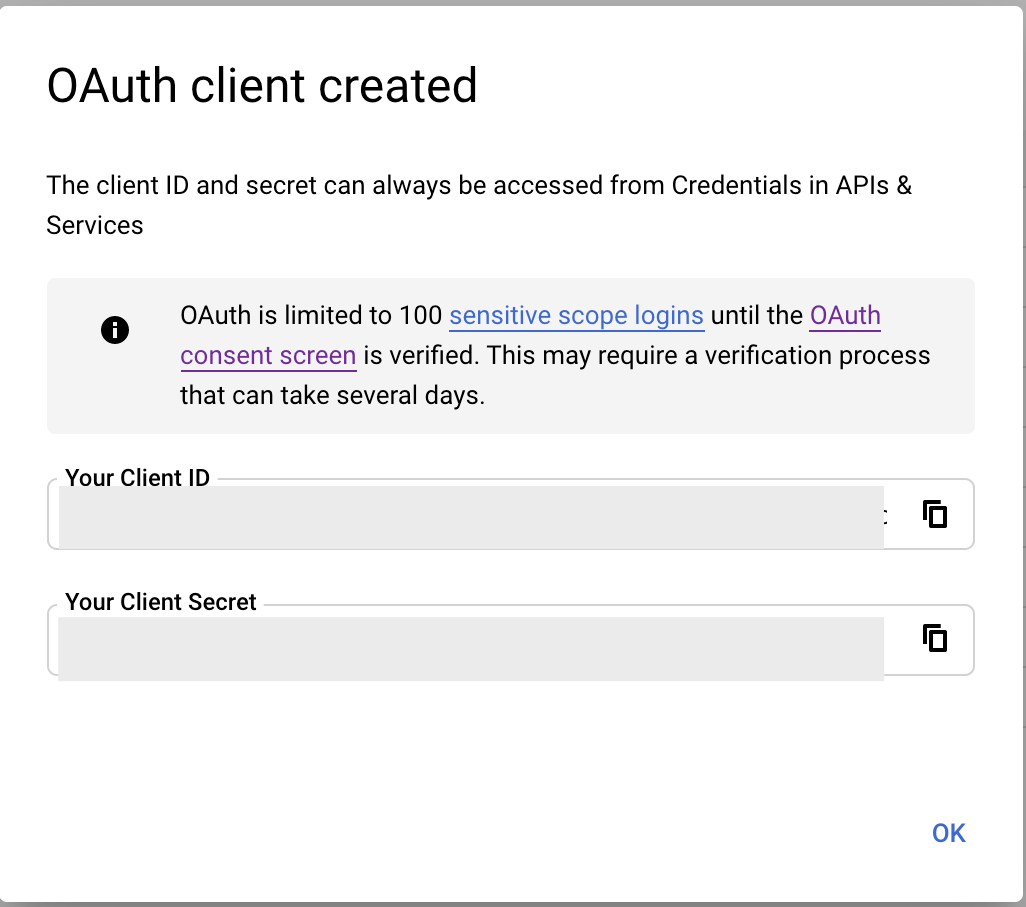 OAuth client created
The client ID and secret can always be accessed from Credentials in APIs &
Services
OAuth is limited to 100 sensitive scope logins until the OAuth
consent screen is verified. This may require a verification process
that can take several days.
Your Client ID
Your Client Secret
OK